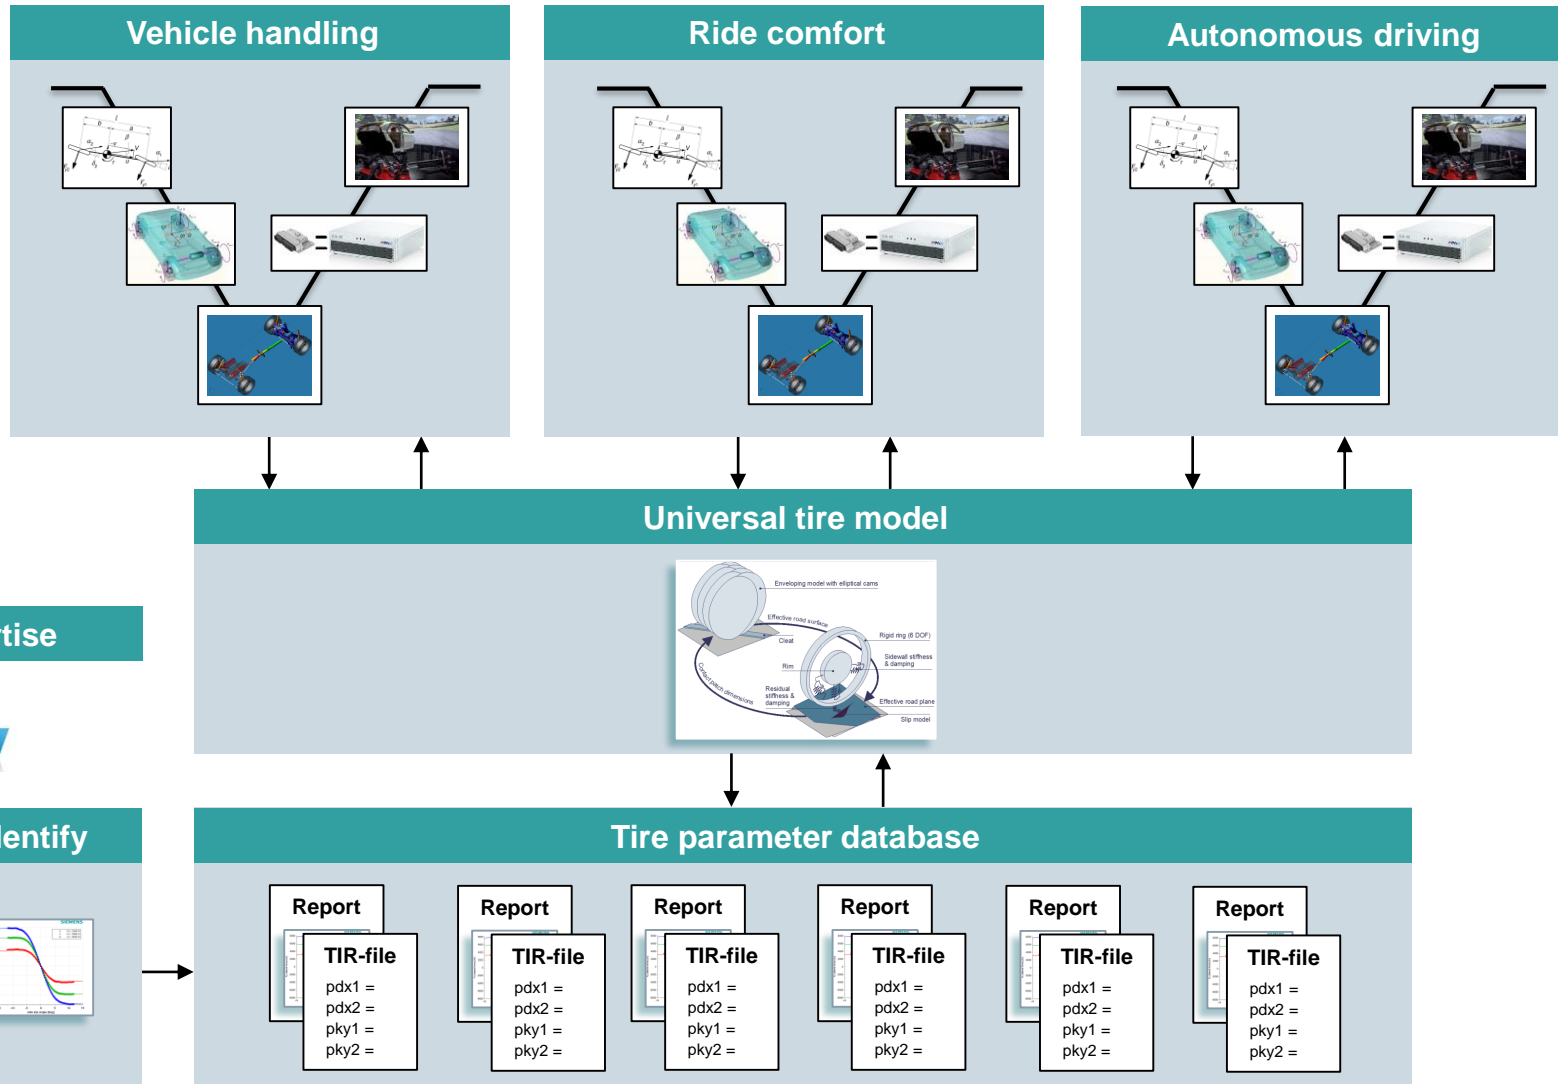 Vehicle handling
Ride comfort
Autonomous driving
Universal tire model
Enveloping model with elliptical cams
Effective road surface
Cleat
Rigid ring (6 DOF)
Rim
Sidewall stiffness
& damping
Contact patch dimensions
Residual
stiffness &
damping
Effective road plane
Slip model
tise
dentify
SIEMENS
Tire parameter database
Report
TIR-file
pdx1 =
pdx2 =
pky1 =
pky2 =
Report
TIR-file
pdx1 =
pdx2 =
pky1 =
pky2 =
Report
TIR-file
pdx1 =
pdx2 =
pky1 =
pky2 =
Report
TIR-file
pdx1 =
pdx2 =
pky1 =
pky2 =
Report
TIR-file
pdx1 =
pdx2 =
pky1 =
pky2 =
Report
TIR-file
pdx1 =
pdx2 =
pky1 =
pky2 =